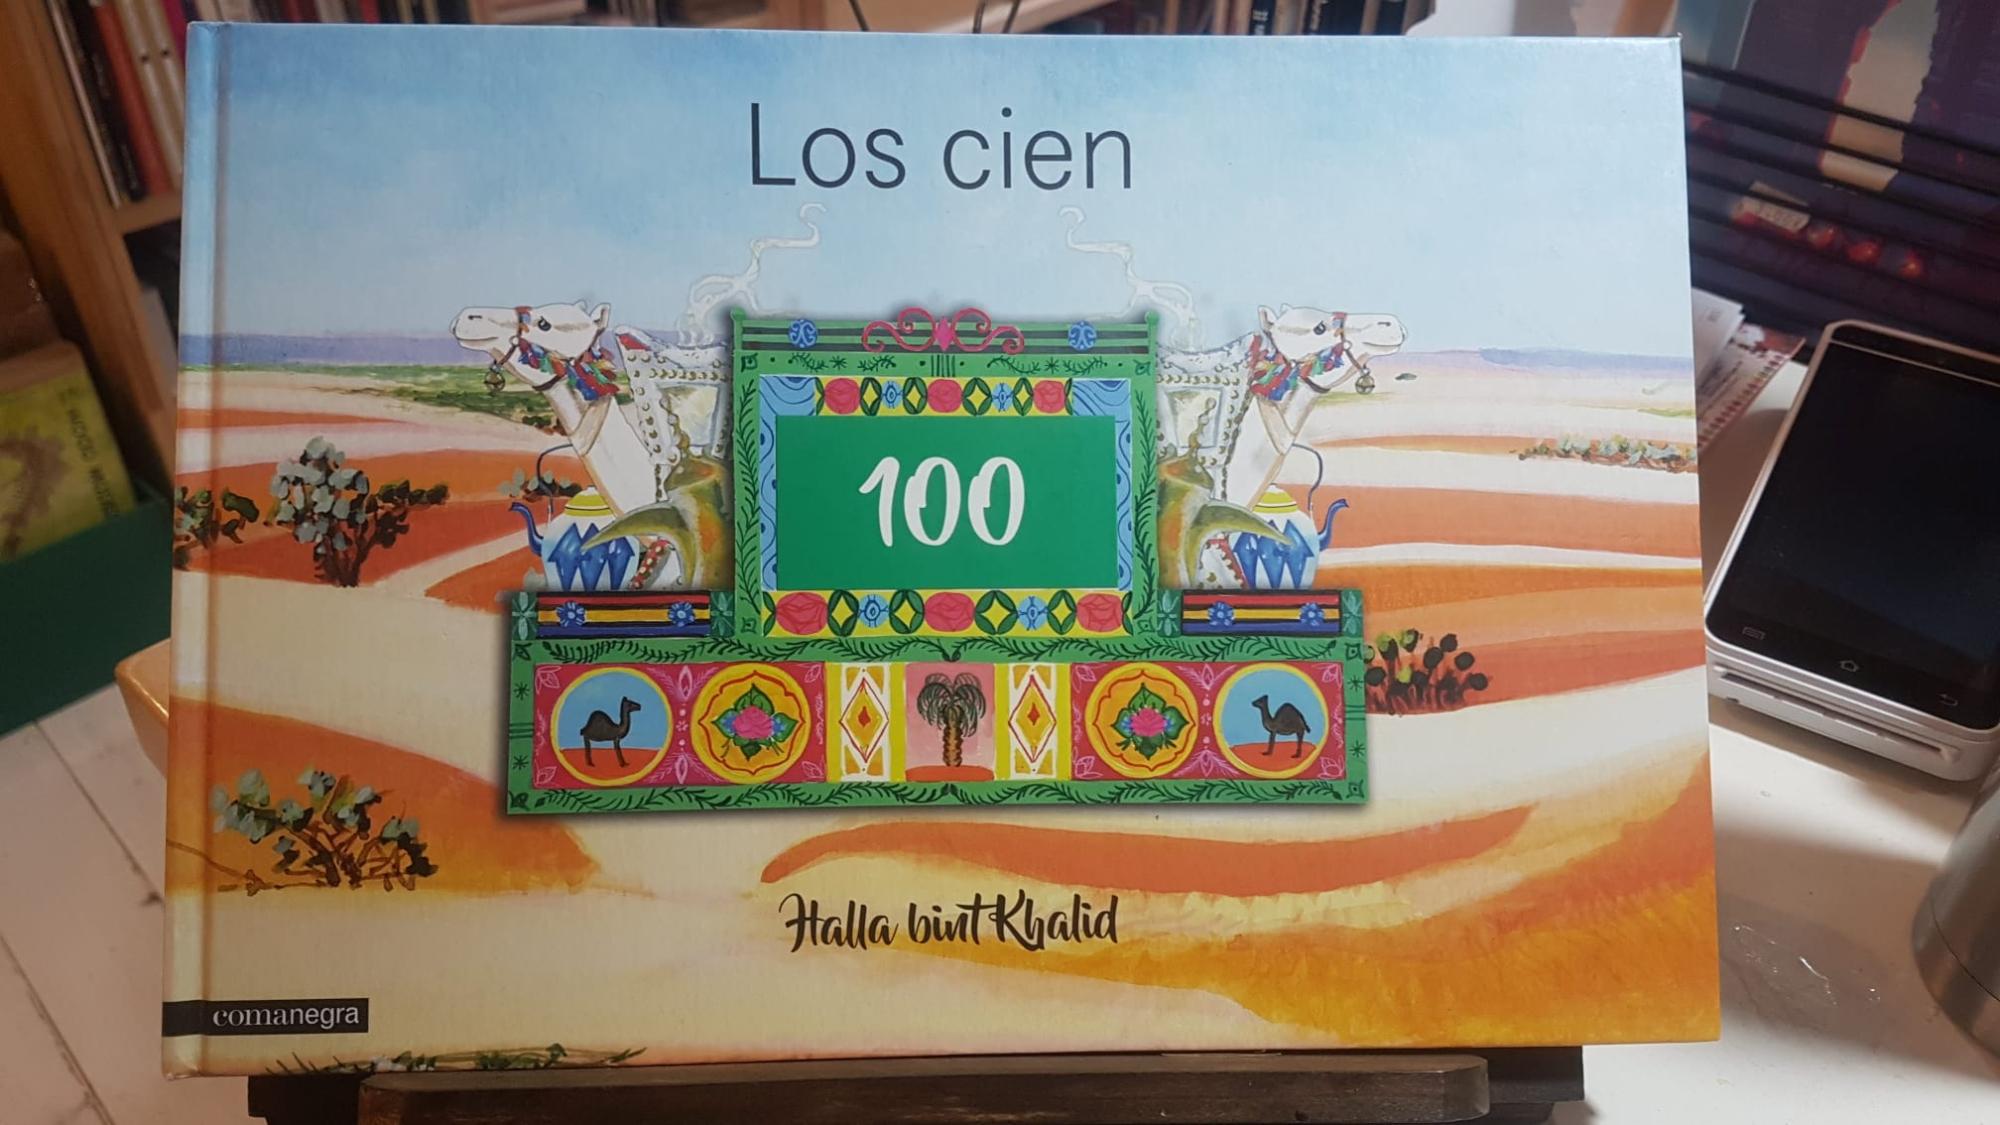 Los cien
100
Halla bint Khalid
comanegra